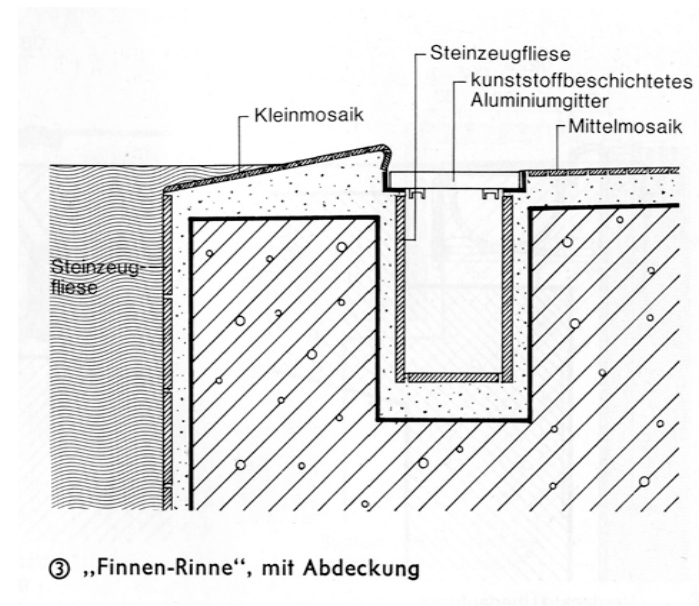 Steinzeugfliese
kunststoffbeschichtetes
Aluminiumgitter
Kleinmosaik
Mittelmosaik
Steinzeug-
fliese
③ „Finnen-Rinne“, mit Abdeckung